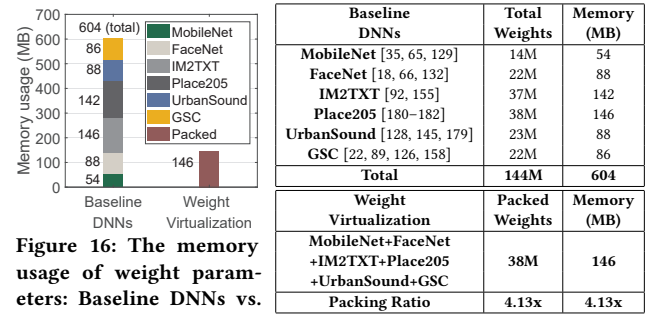 Memory usage (MB)
700
600
500
400
300
200
100
0
604 (total)
86
88
142
146
88
54
146
MobileNet
FaceNet
IM2TXT
Place205
UrbanSound
GSC
Packed
Baseline
DNNs
Weight
Virtualization
Figure 16: The memory
usage of weight param-
eters: Baseline DNNs vs.
Baseline DNNs Total Weights Memory (MB)
MobileNet [35, 65, 129] 14M 54
FaceNet [18, 66, 132] 22M 88
IM2TXT [92, 155] 37M 142
Place205 [180–182] 38M 146
UrbanSound [128, 145, 179] 23M 88
GSC [22, 89, 126, 158] 22M 86
Total 144M 604
Weight Virtualization Packed Weights Memory (MB)
MobileNet+FaceNet
+IM2TXT+Place205 38M 146
+UrbanSound+GSC
Packing Ratio 4.13x 4.13x